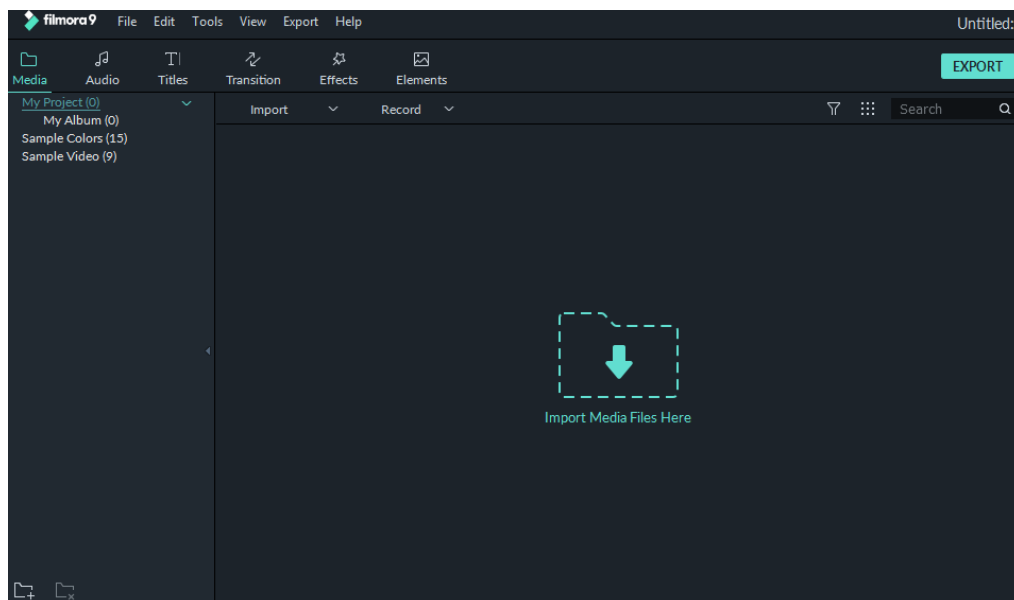 filmora9 File Edit Tools View Export Help Untitled:
Media Audio Titles Transition Effects Elements EXPORT
My Project (0) Import Record Search
My Album (0)
Sample Colors (15)
Sample Video (9)
Import Media Files Here